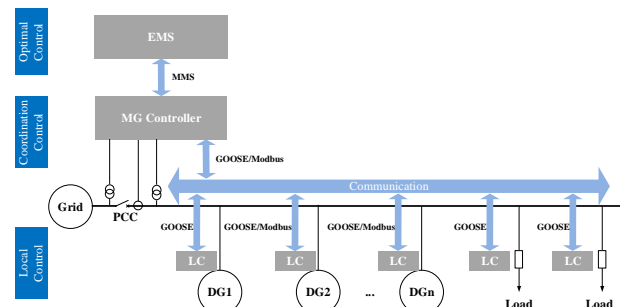 Optimal
Control
EMS
MMS
Coordination
Control
MG Controller
GOOSE/Modbus
Communication
Grid
PCC
GOOSE
GOOSE/Modbus
GOOSE/Modbus
GOOSE
GOOSE
Local
Control
LC
LC
LC
LC
LC
DG1
DG2
...
DGn
Load
Load